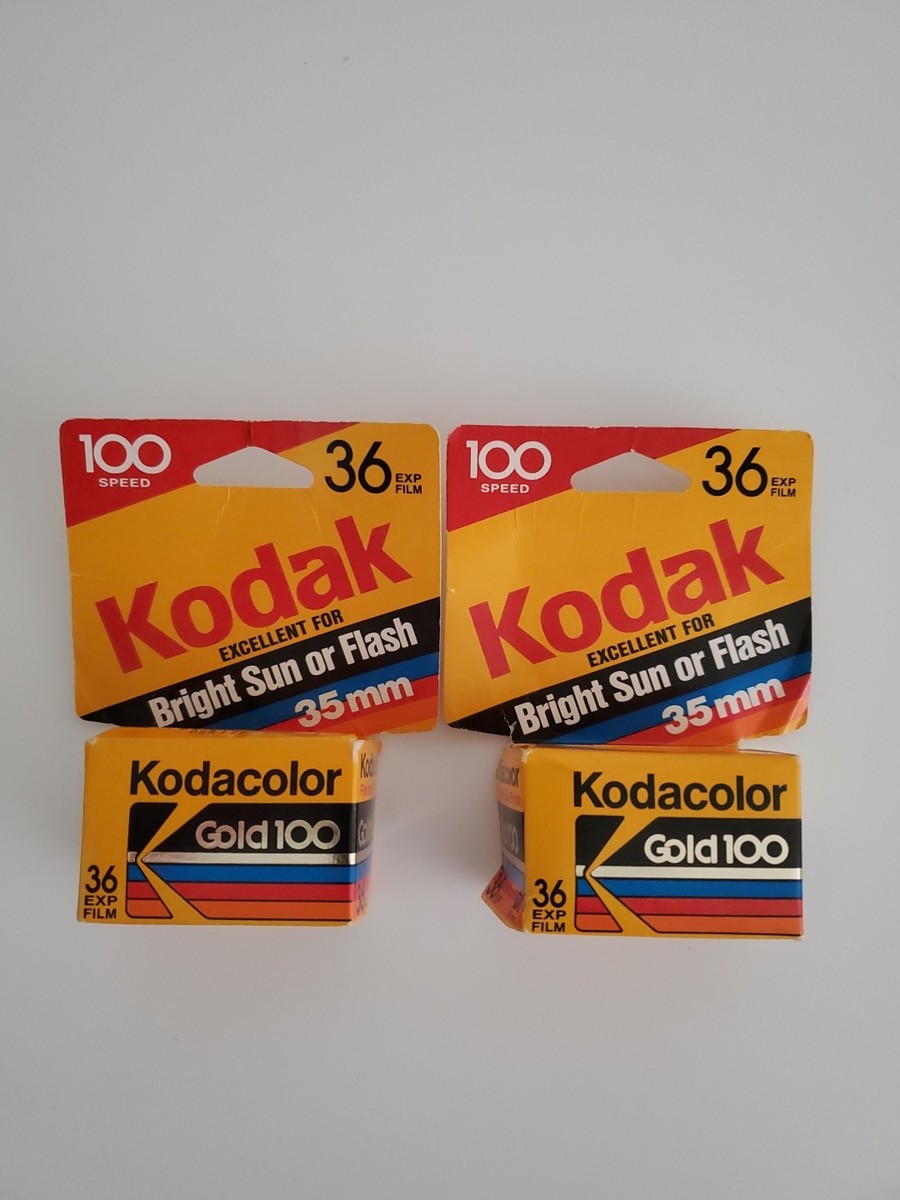 100
SPEED
36 EXP
FILM
Kodak
EXCELLENT FOR
Bright Sun or Flash
35mm
Kodacolor
Gold 100
36
EXP
FILM
100
SPEED
36 EXP
FILM
Kodak
EXCELLENT FOR
Bright Sun or Flash
35mm
Kodacolor
Gold 100
36
EXP
FILM